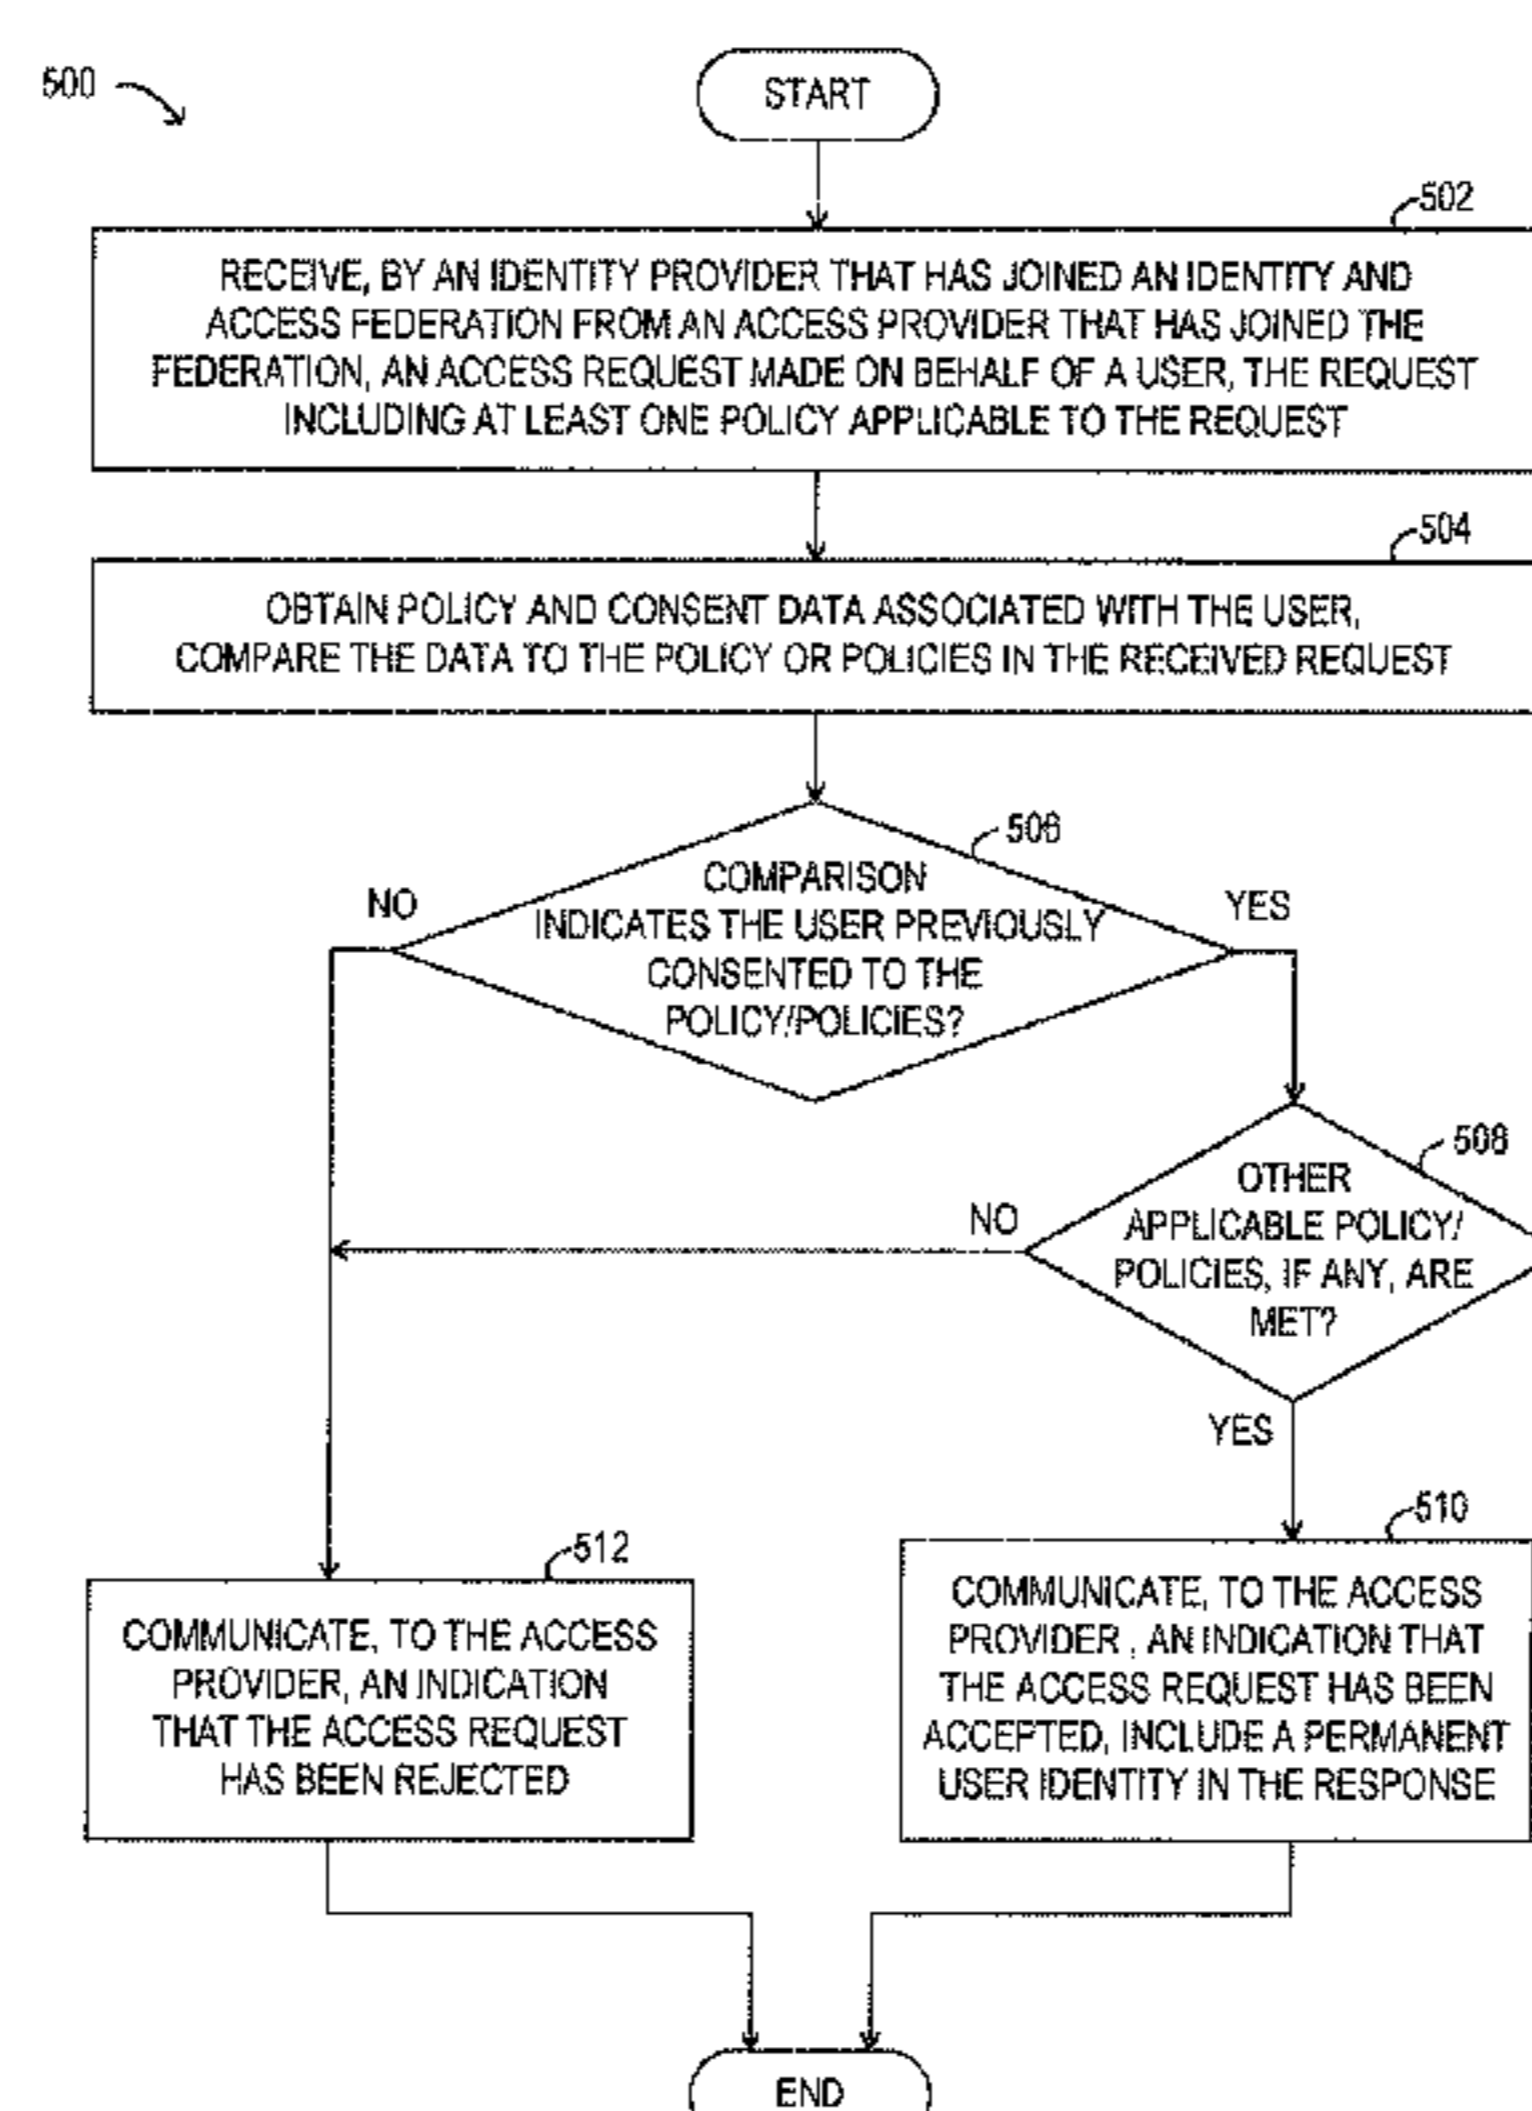 500
START
502
RECEIVE, BY AN IDENTITY PROVIDER THAT HAS JOINED AN IDENTITY AND
ACCESS FEDERATION FROM AN ACCESS PROVIDER THAT HAS JOINED THE
FEDERATION, AN ACCESS REQUEST MADE ON BEHALF OF A USER, THE REQUEST
INCLUDING AT LEAST ONE POLICY APPLICABLE TO THE REQUEST
504
OBTAIN POLICY AND CONSENT DATA ASSOCIATED WITH THE USER,
COMPARE THE DATA TO THE POLICY OR POLICIES IN THE RECEIVED REQUEST
506
COMPARISON
INDICATES THE USER PREVIOUSLY
CONSENTED TO THE
POLICY/POLICIES?
NO
YES
508
OTHER
APPLICABLE POLICY/
POLICIES, IF ANY, ARE
MET?
NO
YES
512
COMMUNICATE, TO THE ACCESS
PROVIDER, AN INDICATION
THAT THE ACCESS REQUEST
HAS BEEN REJECTED
510
COMMUNICATE, TO THE ACCESS
PROVIDER , AN INDICATION THAT
THE ACCESS REQUEST HAS BEEN
ACCEPTED, INCLUDE A PERMANENT
USER IDENTITY IN THE RESPONSE
END